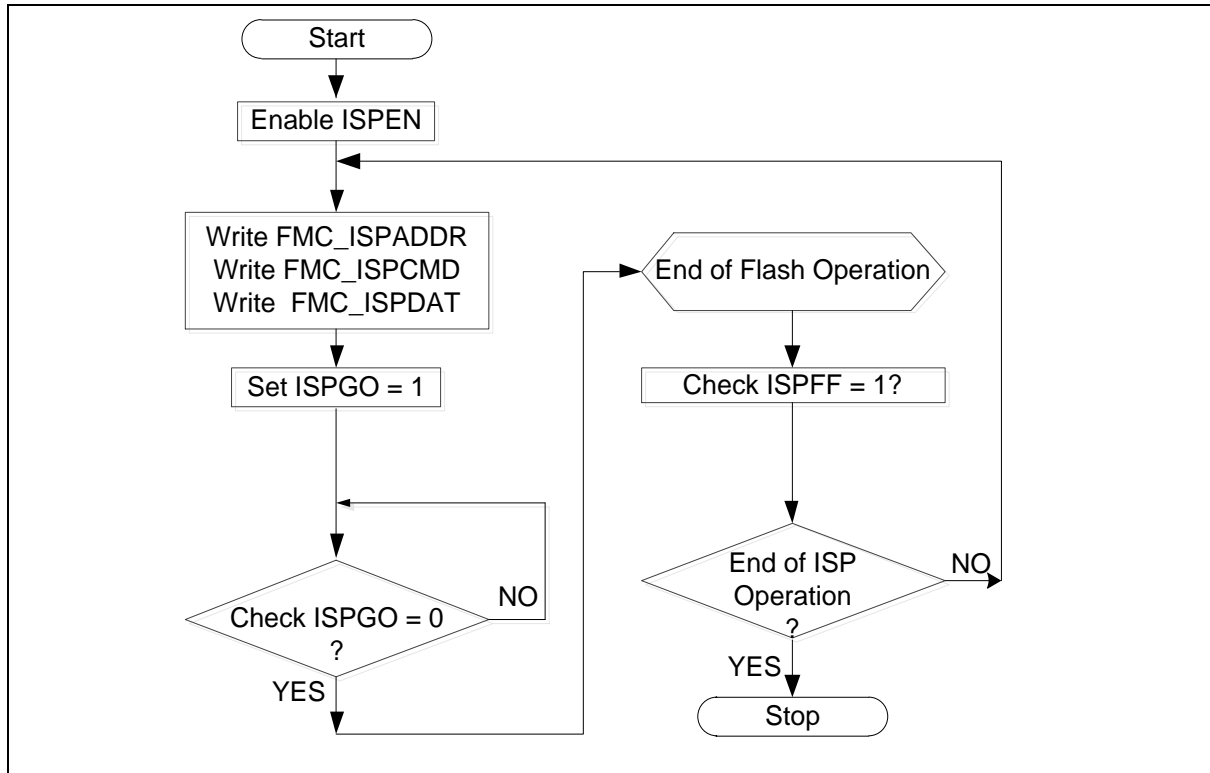 Start
Enable ISPEN
Write FMC_ISPADDR
Write FMC_ISPCMD
Write FMC_ISPDAT
Set ISPGO = 1
Check ISPGO = 0
?
NO
YES
End of Flash Operation
Check ISPFF = 1?
End of ISP
Operation
?
NO
YES
Stop